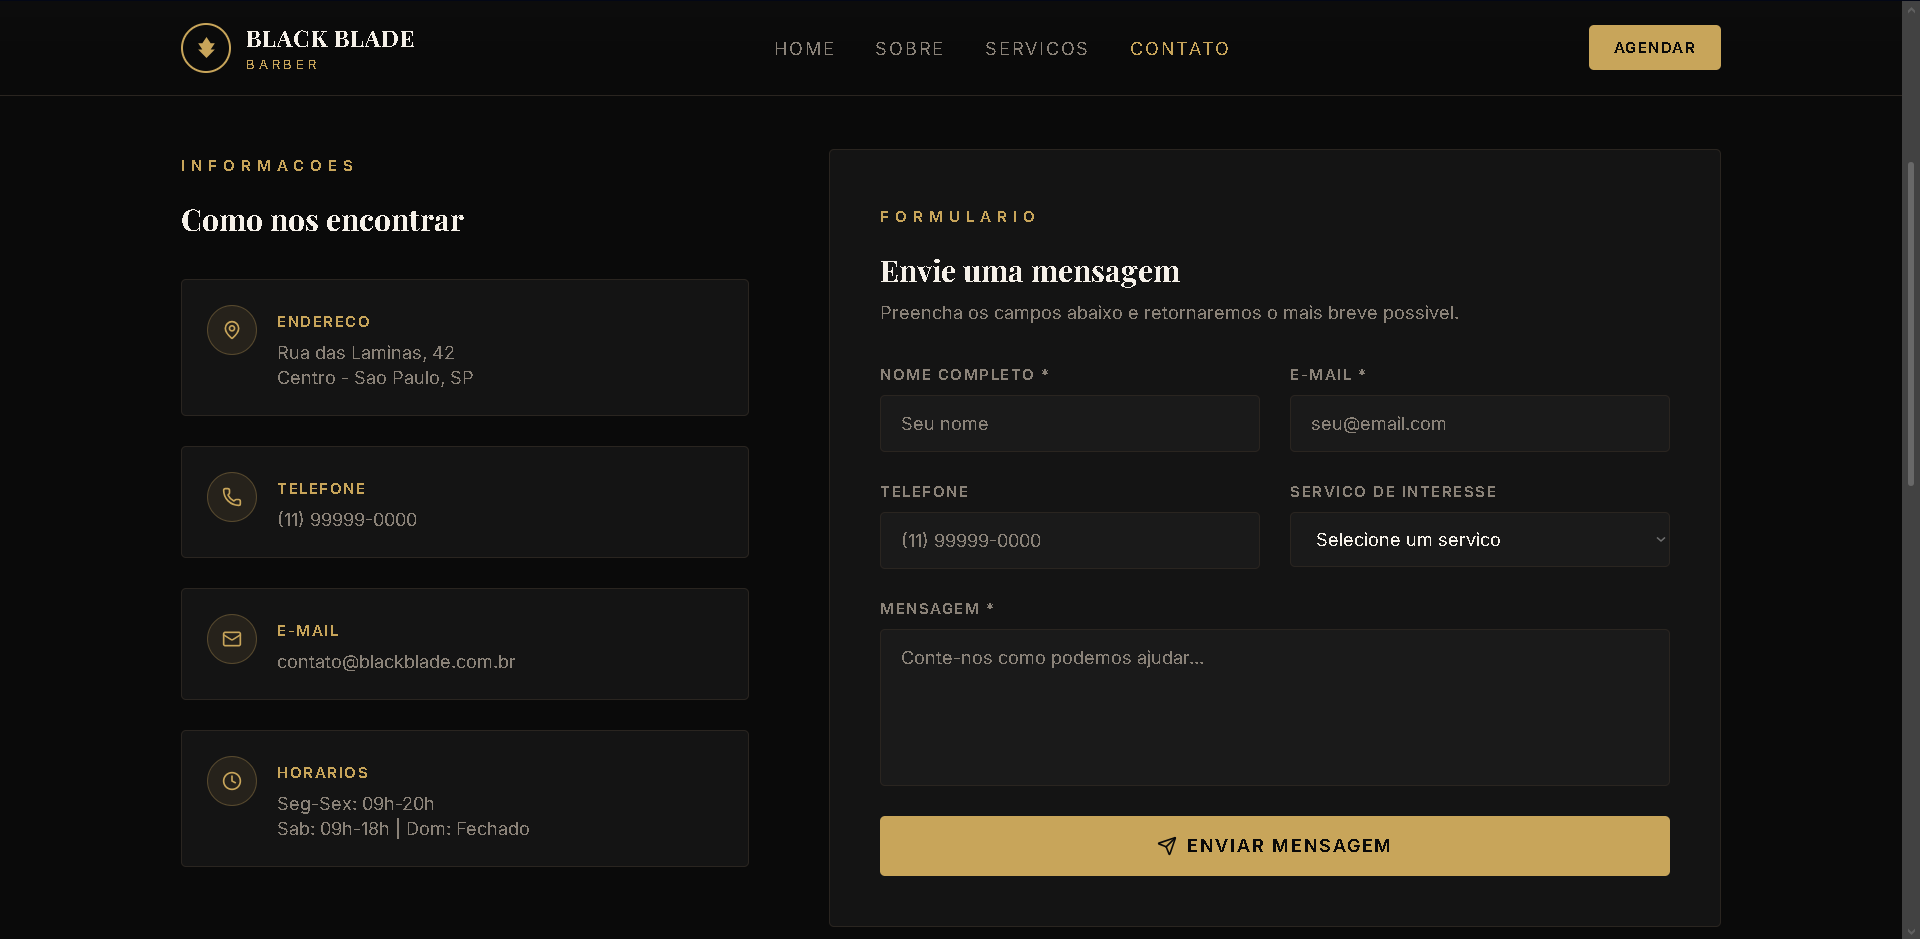 BLACK BLADE
BARBER
HOME
SOBRE
SERVICOS
CONTATO
AGENDAR
INFORMACOES
Como nos encontrar
ENDERECO
Rua das Laminas, 42
Centro - Sao Paulo, SP
TELEFONE
(11) 99999-0000
E-MAIL
contato@blackblade.com.br
HORARIOS
Seg-Sex: 09h-20h
Sab: 09h-18h | Dom: Fechado
FORMULARIO
Envie uma mensagem
Preencha os campos abaixo e retornaremos o mais breve possivel.
NOME COMPLETO *
Seu nome
E-MAIL *
seu@email.com
TELEFONE
(11) 99999-0000
SERVICO DE INTERESSE
Selecione um servico
MENSAGEM *
Conte-nos como podemos ajudar...
ENVIAR MENSAGEM